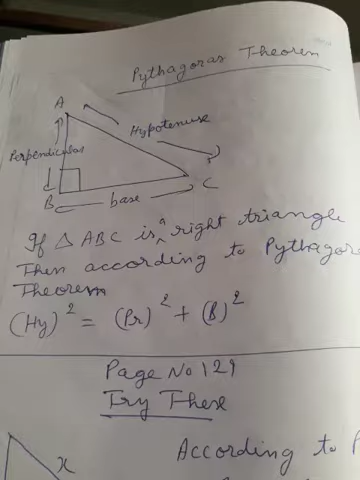 Pythagoras Theorem
A
Hypotenuse
Perpendicular
B
base
C
If △ ABC is a right triangle
Then according to Pythagora
Theorem
(Hy)² = (Pr)² + (B)²
Page No 129
Try These
According to P
x